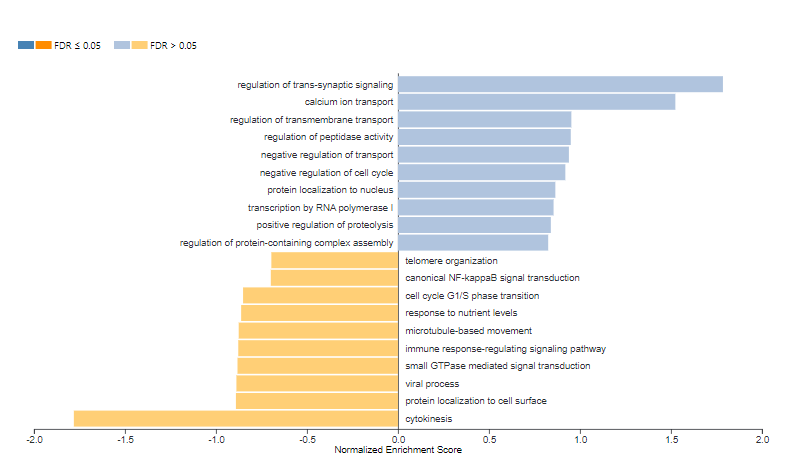 FDR ≤ 0.05 FDR > 0.05
regulation of trans-synaptic signaling
calcium ion transport
regulation of transmembrane transport
regulation of peptidase activity
negative regulation of transport
negative regulation of cell cycle
protein localization to nucleus
transcription by RNA polymerase I
positive regulation of proteolysis
regulation of protein-containing complex assembly
telomere organization
canonical NF-kappaB signal transduction
cell cycle G1/S phase transition
response to nutrient levels
microtubule-based movement
immune response-regulating signaling pathway
small GTPase mediated signal transduction
viral process
protein localization to cell surface
cytokinesis
-2.0 -1.5 -1.0 -0.5 0.0 0.5 1.0 1.5 2.0
Normalized Enrichment Score